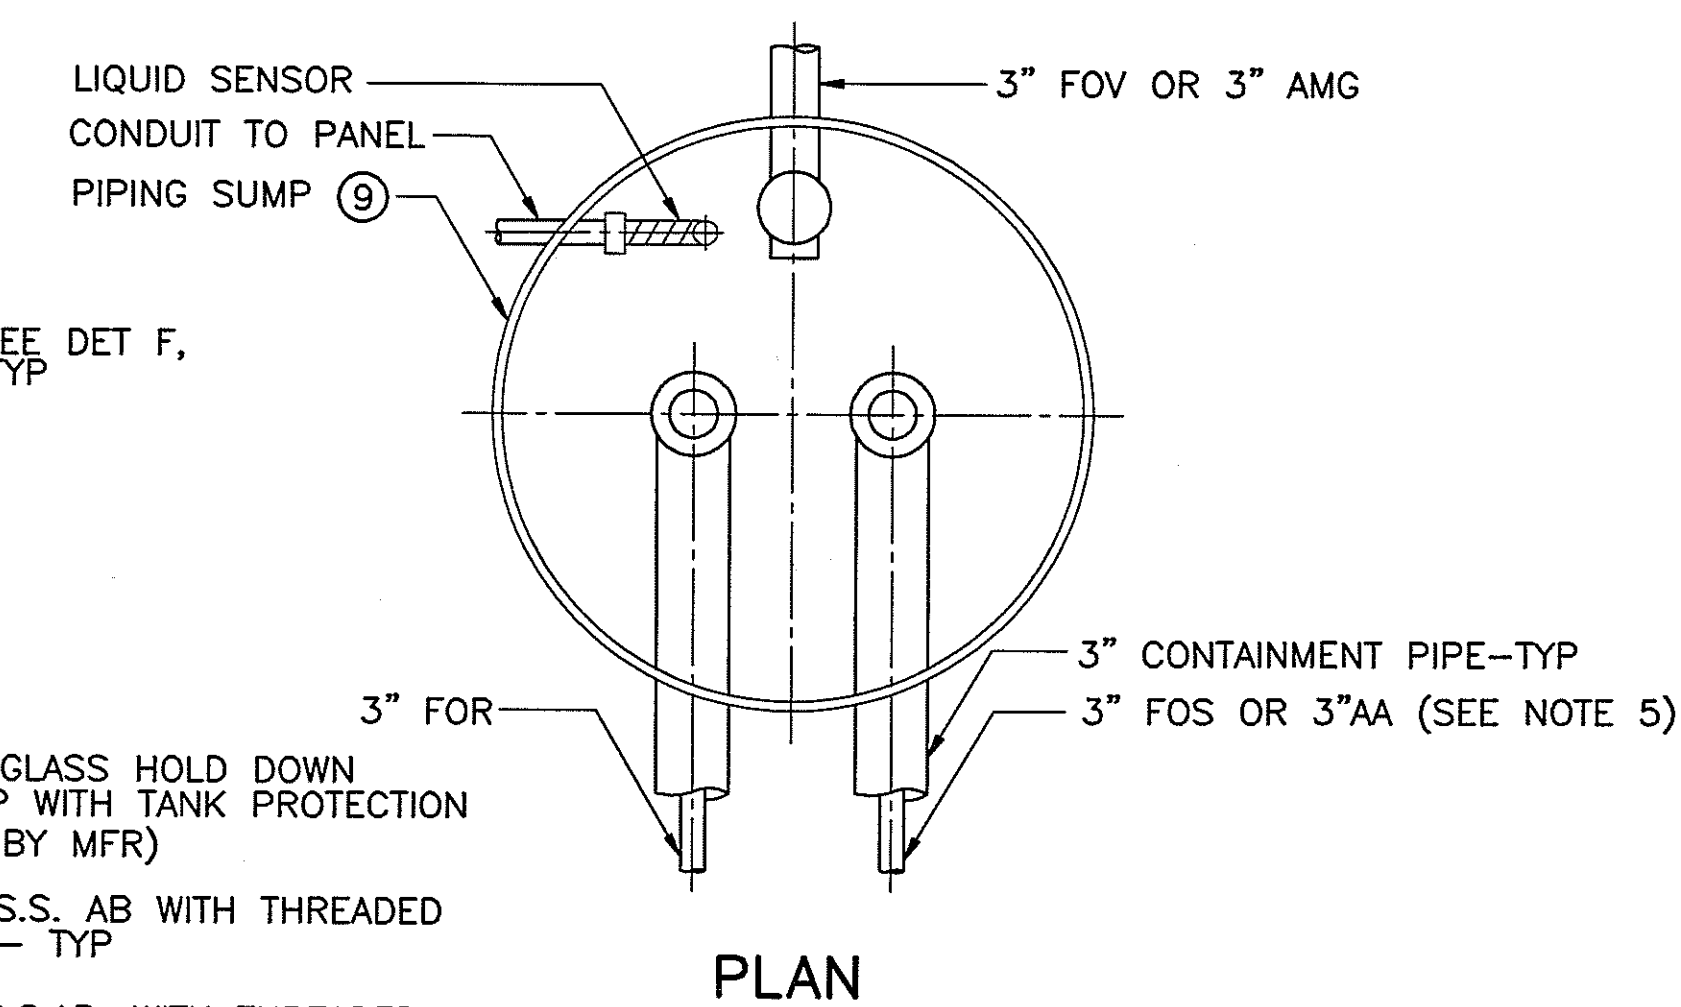 LIQUID SENSOR
CONDUIT TO PANEL
PIPING SUMP 9
3" FOV OR 3" AMG
EE DET F,
YP
3" CONTAINMENT PIPE-TYP
3" FOS OR 3"AA (SEE NOTE 5)
3" FOR
GLASS HOLD DOWN
P WITH TANK PROTECTION
BY MFR)
S.S. AB WITH THREADED
- TYP
PLAN